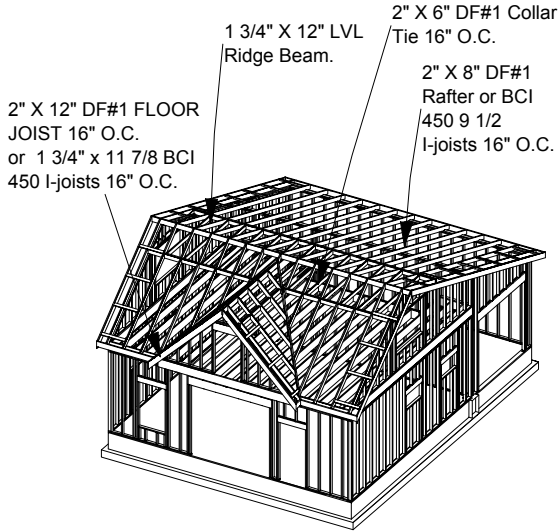 1 3/4" X 12" LVL
Ridge Beam.
2" X 6" DF#1 Collar
Tie 16" O.C.
2" X 8" DF#1
Rafter or BCI
450 9 1/2
I-joists 16" O.C.
2" X 12" DF#1 FLOOR
JOIST 16" O.C.
or 1 3/4" x 11 7/8 BCI
450 I-joists 16" O.C.